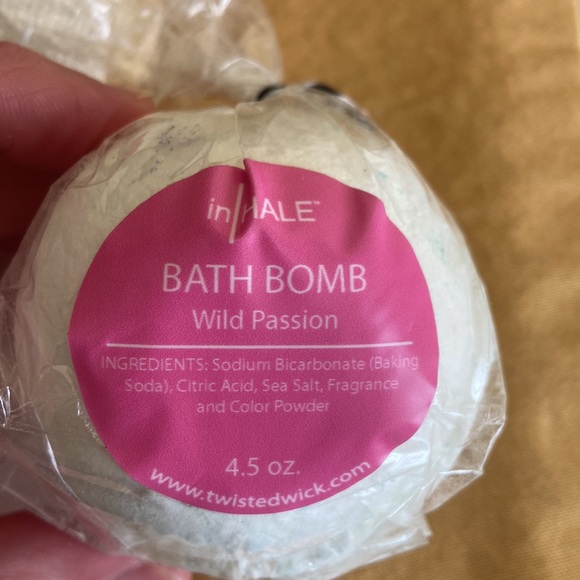 in|HALE™
BATH BOMB
Wild Passion
INGREDIENTS: Sodium Bicarbonate (Baking
Soda), Citric Acid, Sea Salt, Fragrance
and Color Powder
4.5 oz.
www.twistedwick.com